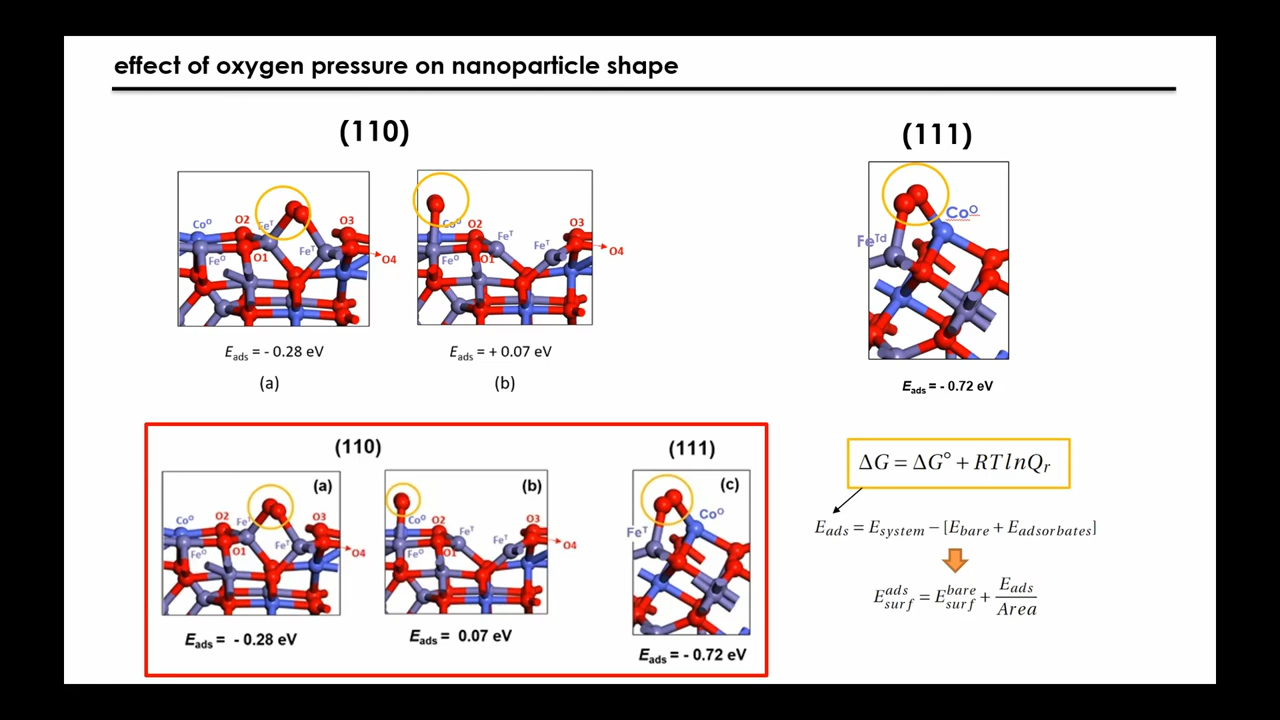 effect of oxygen pressure on nanoparticle shape
(110)
(111)
Co^O O2 Fe^T O3
Fe^O O1 Fe^T O4
E_ads = - 0.28 eV
(a)
Co^O O2 Fe^T Fe^T O3
Fe^O O1 O4
E_ads = + 0.07 eV
(b)
Co^O
Fe^Td
E_ads = - 0.72 eV
(110)
(111)
(a)
Co^O O2 Fe^T O3
Fe^O O1 Fe^T O4
E_ads = - 0.28 eV
(b)
Co^O O2 Fe^T O3
Fe^O O1 Fe^T O4
E_ads = 0.07 eV
(c)
Co^O
Fe^T
E_ads = - 0.72 eV
ΔG = ΔG° + RTlnQ_r
E_ads = E_system − [E_bare + E_adsorbates]
E_surf^ads = E_surf^bare + E_ads / Area